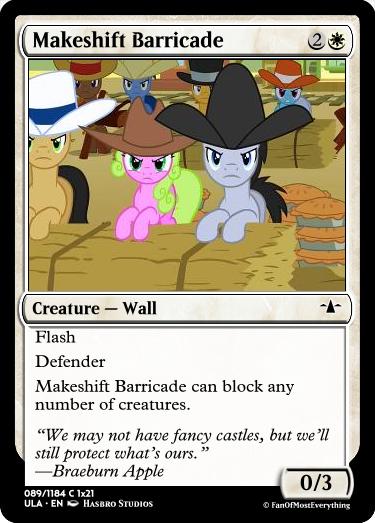 Makeshift Barricade 2
Creature — Wall
Flash
Defender
Makeshift Barricade can block any
number of creatures.
“We may not have fancy castles, but we’ll
still protect what’s ours.”
—Braeburn Apple
0/3
089/1184 C 1x21
ULA · EN Hasbro Studios
© FanOfMostEverything